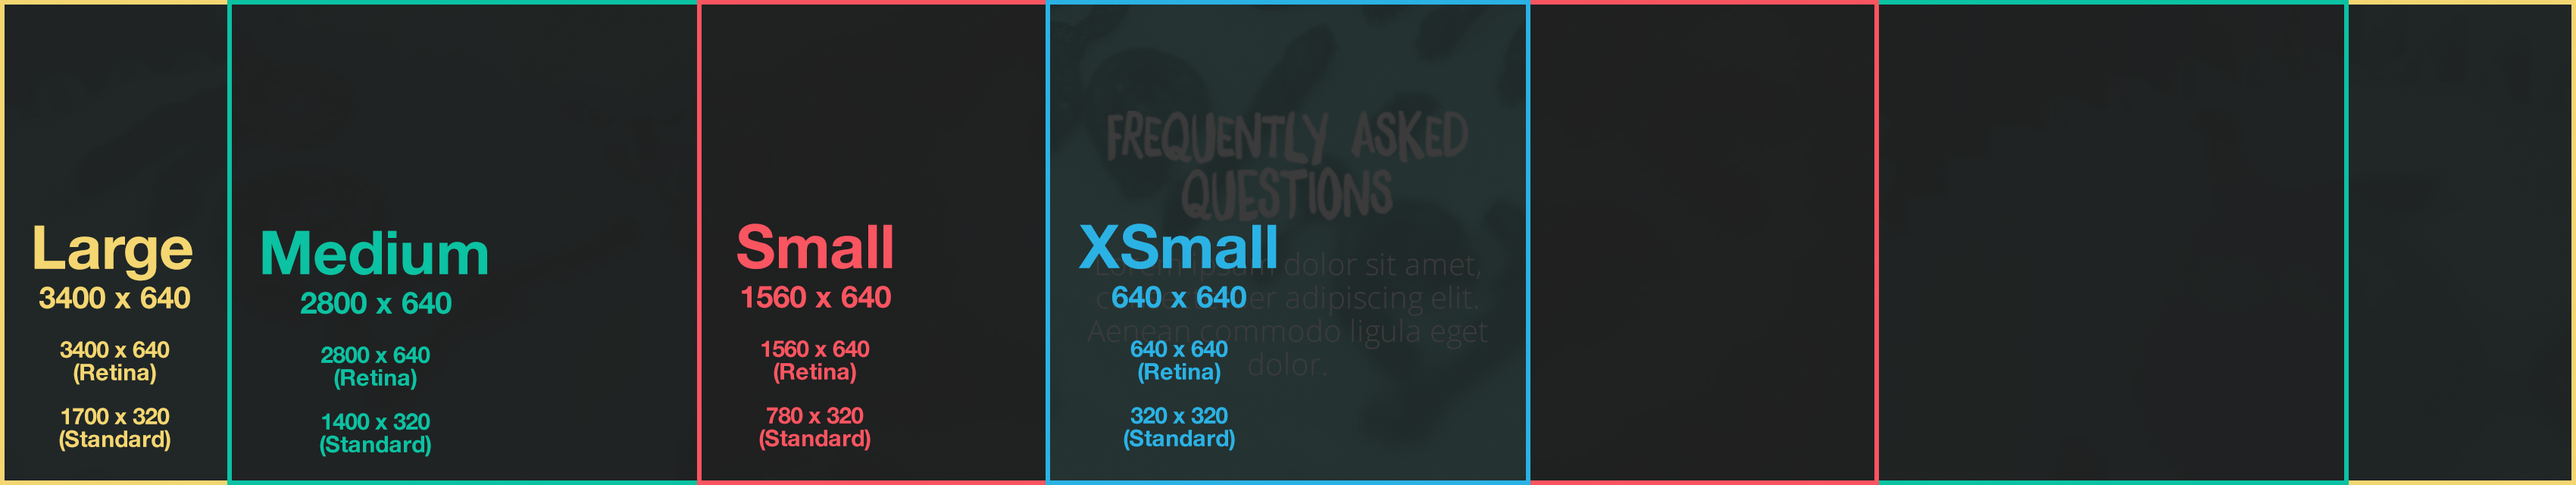 Large
3400 x 640
3400 x 640
(Retina)
1700 x 320
(Standard)
Medium
2800 x 640
2800 x 640
(Retina)
1400 x 320
(Standard)
Small
1560 x 640
1560 x 640
(Retina)
780 x 320
(Standard)
FREQUENTLY ASKED
QUESTIONS
XSmall
640 x 640
640 x 640
(Retina)
320 x 320
(Standard)
Lorem ipsum dolor sit amet,
adipiscing elit.
Aenean commodo ligula eget
dolor.